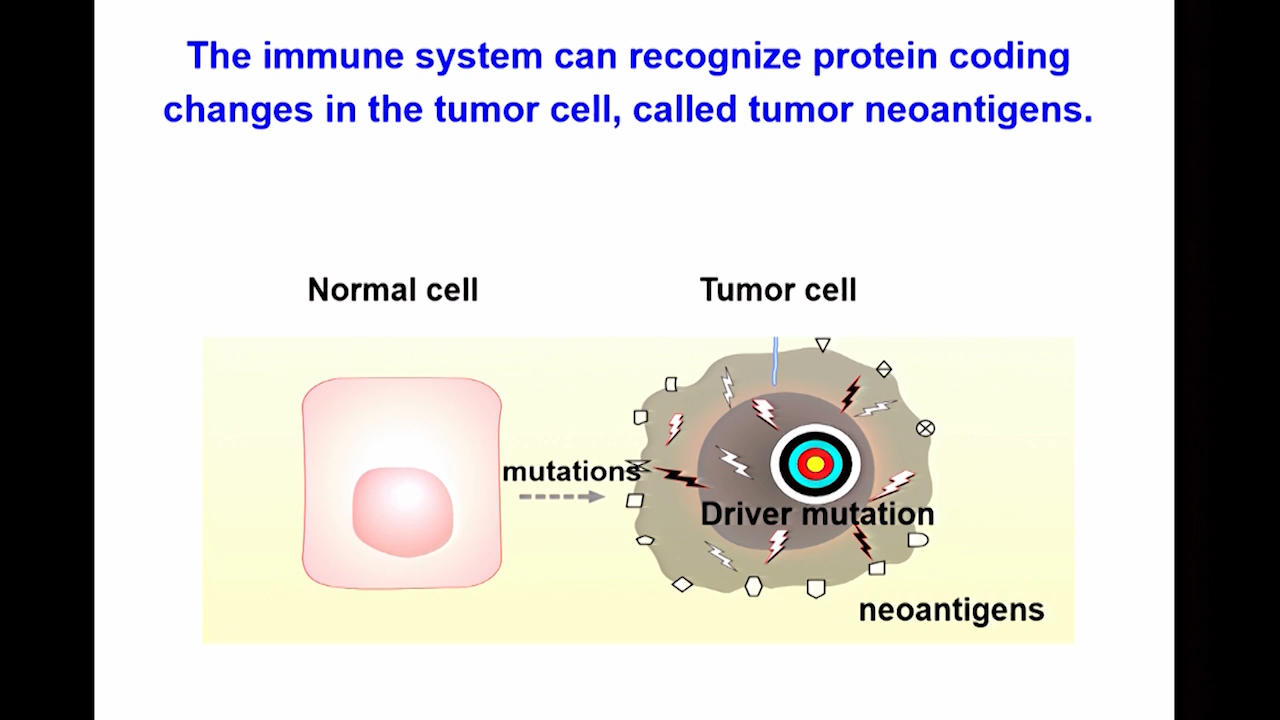 The immune system can recognize protein coding
changes in the tumor cell, called tumor neoantigens.
Normal cell
Tumor cell
mutations
Driver mutation
neoantigens